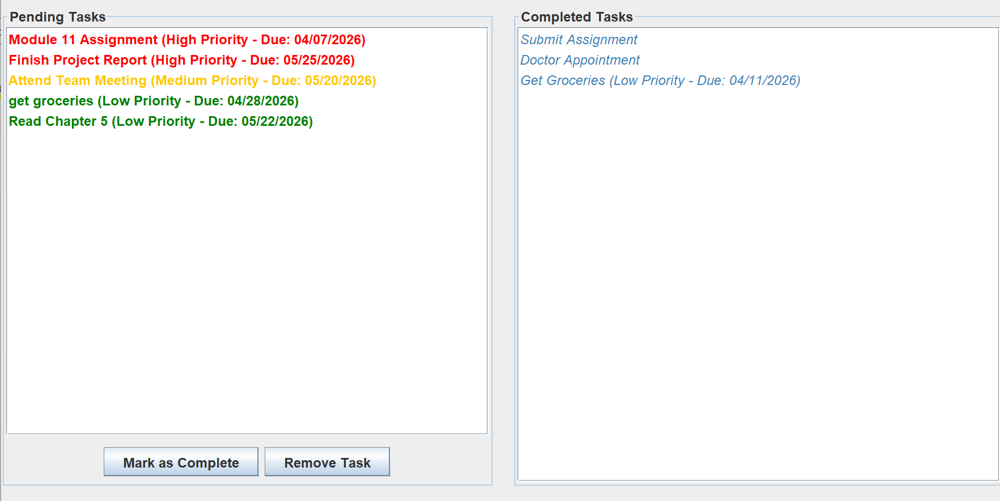 Pending Tasks
Module 11 Assignment (High Priority - Due: 04/07/2026)
Finish Project Report (High Priority - Due: 05/25/2026)
Attend Team Meeting (Medium Priority - Due: 05/20/2026)
get groceries (Low Priority - Due: 04/28/2026)
Read Chapter 5 (Low Priority - Due: 05/22/2026)
Mark as Complete
Remove Task
Completed Tasks
Submit Assignment
Doctor Appointment
Get Groceries (Low Priority - Due: 04/11/2026)